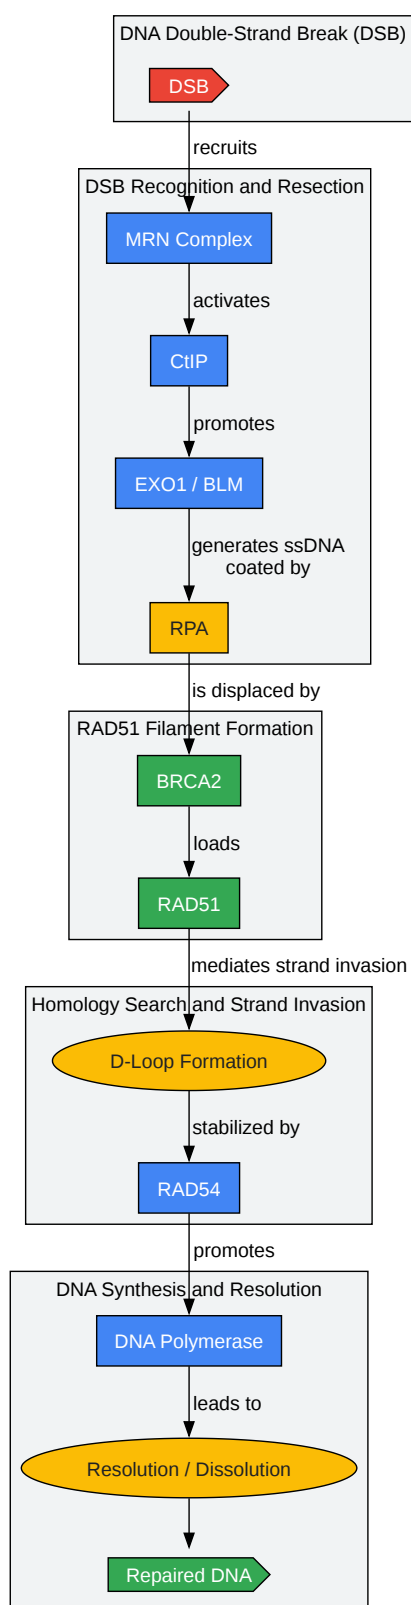 DNA Double-Strand Break (DSB)
DSB
recruits
DSB Recognition and Resection
MRN Complex
activates
CtIP
promotes
EXO1 / BLM
generates ssDNA
coated by
RPA
is displaced by
RAD51 Filament Formation
BRCA2
loads
RAD51
mediates strand invasion
Homology Search and Strand Invasion
D-Loop Formation
stabilized by
RAD54
promotes
DNA Synthesis and Resolution
DNA Polymerase
leads to
Resolution / Dissolution
Repaired DNA